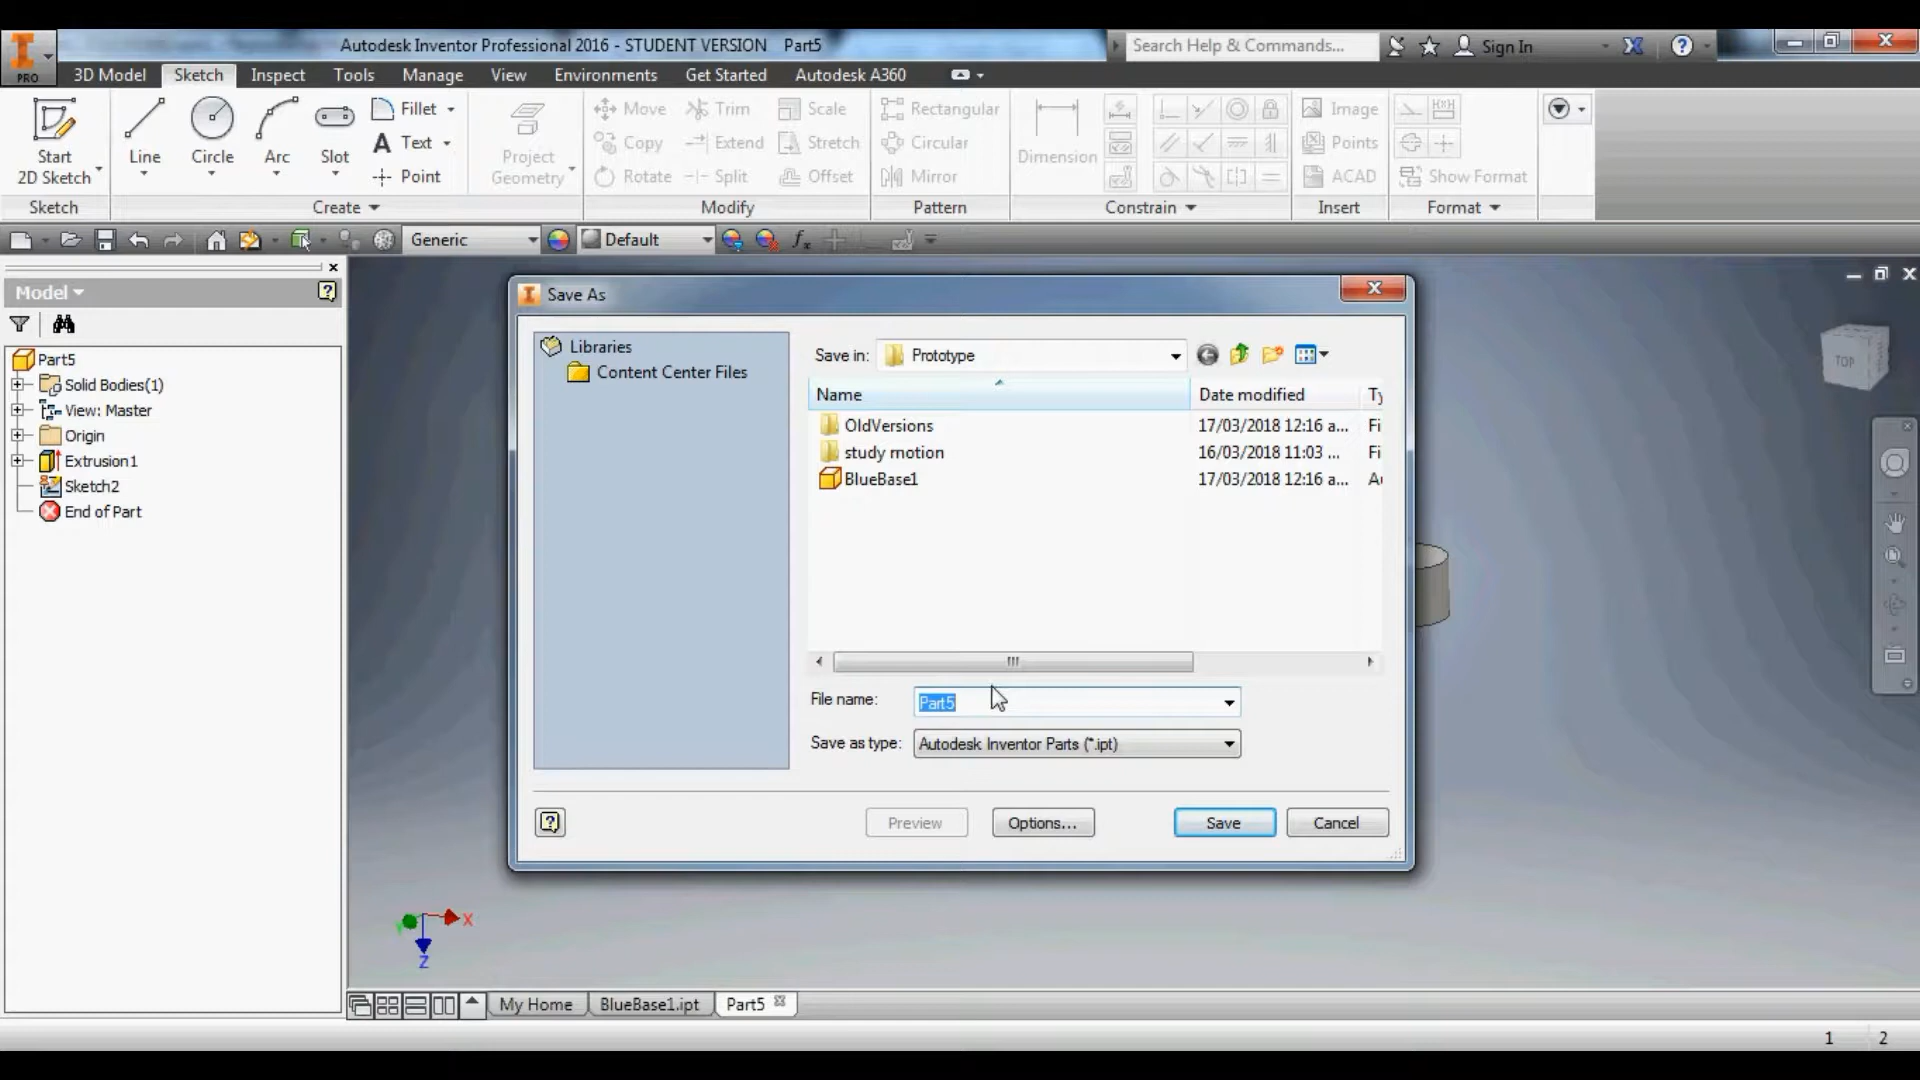 Autodesk Inventor Professional 2016 - STUDENT VERSION Part5
Search Help & Commands...
Sign In
PRO
3D Model Sketch Inspect Tools Manage View Environments Get Started Autodesk A360
Start
2D Sketch
Line
Circle
Arc
Slot
Fillet
Text
Point
Project
Geometry
Move
Copy
Rotate
Trim
Extend
Split
Scale
Stretch
Offset
Rectangular
Circular
Mirror
Dimension
Image
Points
ACAD
Show Format
Sketch
Create
Modify
Pattern
Constrain
Insert
Format
Generic
Default
fx
Model
Part5
Solid Bodies(1)
View: Master
Origin
Extrusion1
Sketch2
End of Part
Save As
Libraries
Content Center Files
Save in: Prototype
Name Date modified Ty
OldVersions 17/03/2018 12:16 a... Fi
study motion 16/03/2018 11:03 ... Fi
BlueBase1 17/03/2018 12:16 a... Au
File name: Part5
Save as type: Autodesk Inventor Parts (*.ipt)
Preview Options... Save Cancel
TOP
X
Y
Z
My Home BlueBase1.ipt Part5
1 2